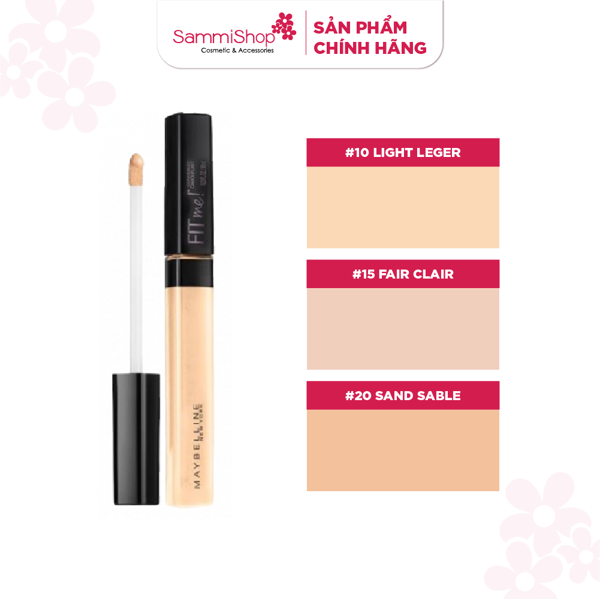 SammiShop
Cosmetic & Accessories
SẢN PHẨM
CHÍNH HÃNG
FIT me!
MAYBELLINE
NEW YORK
#10 LIGHT LEGER
#15 FAIR CLAIR
#20 SAND SABLE